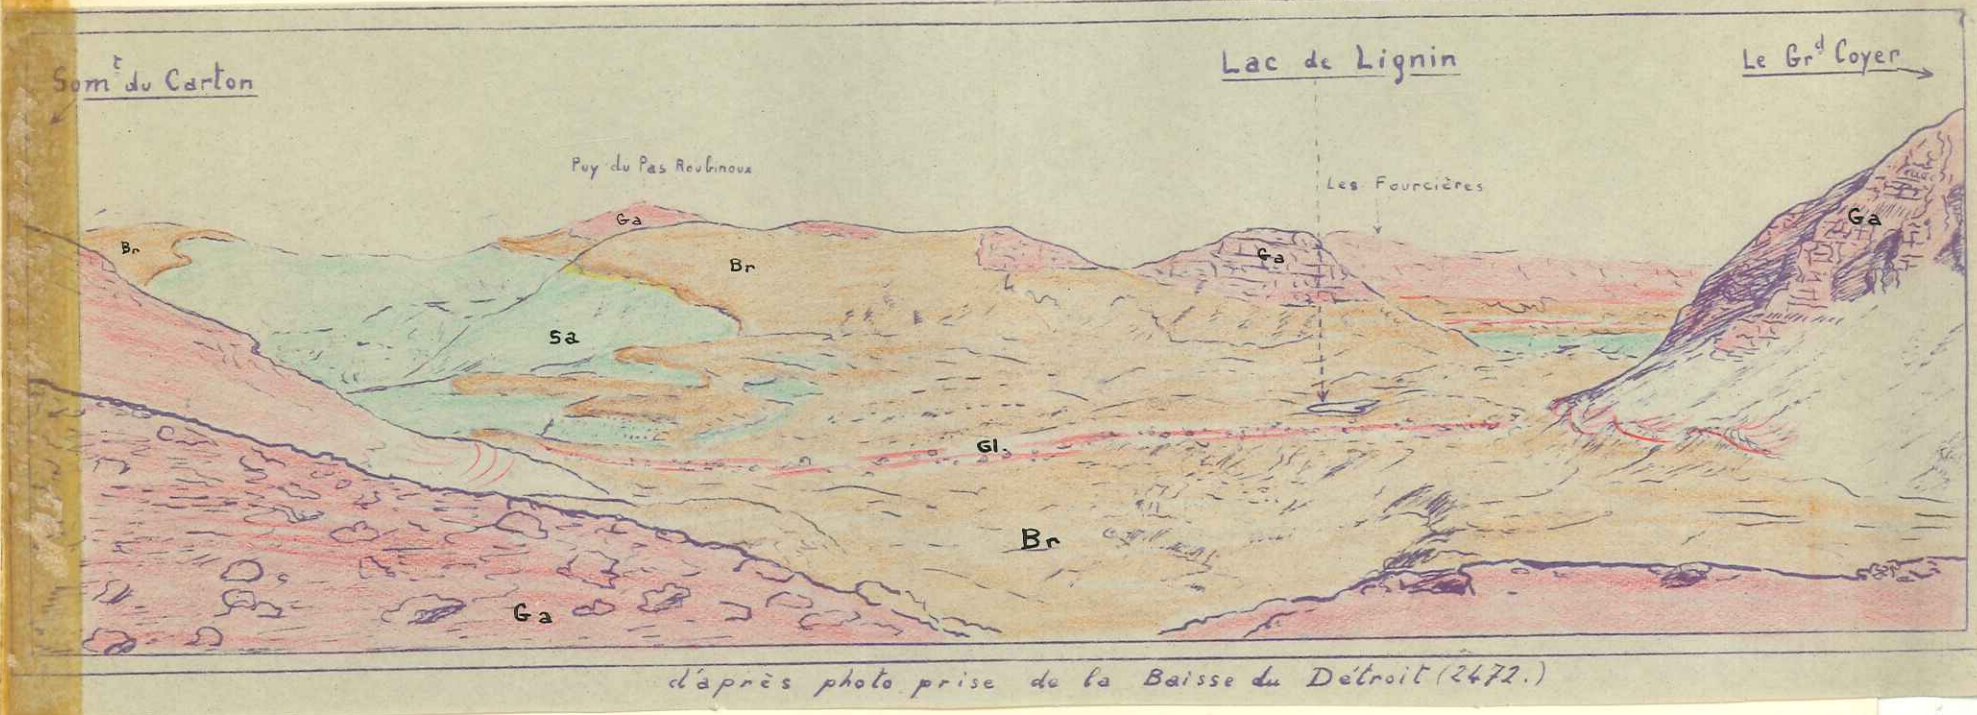 Somt du Carton
Lac de Lignin
Le Grd Coyer
Puy du Pas Roubinoux
Les Fourcières
Ga
Ga
Br
Br
Ga
Sa
Gl.
Br
Ga
d'après photo prise de la Baisse du Détroit (2472.)